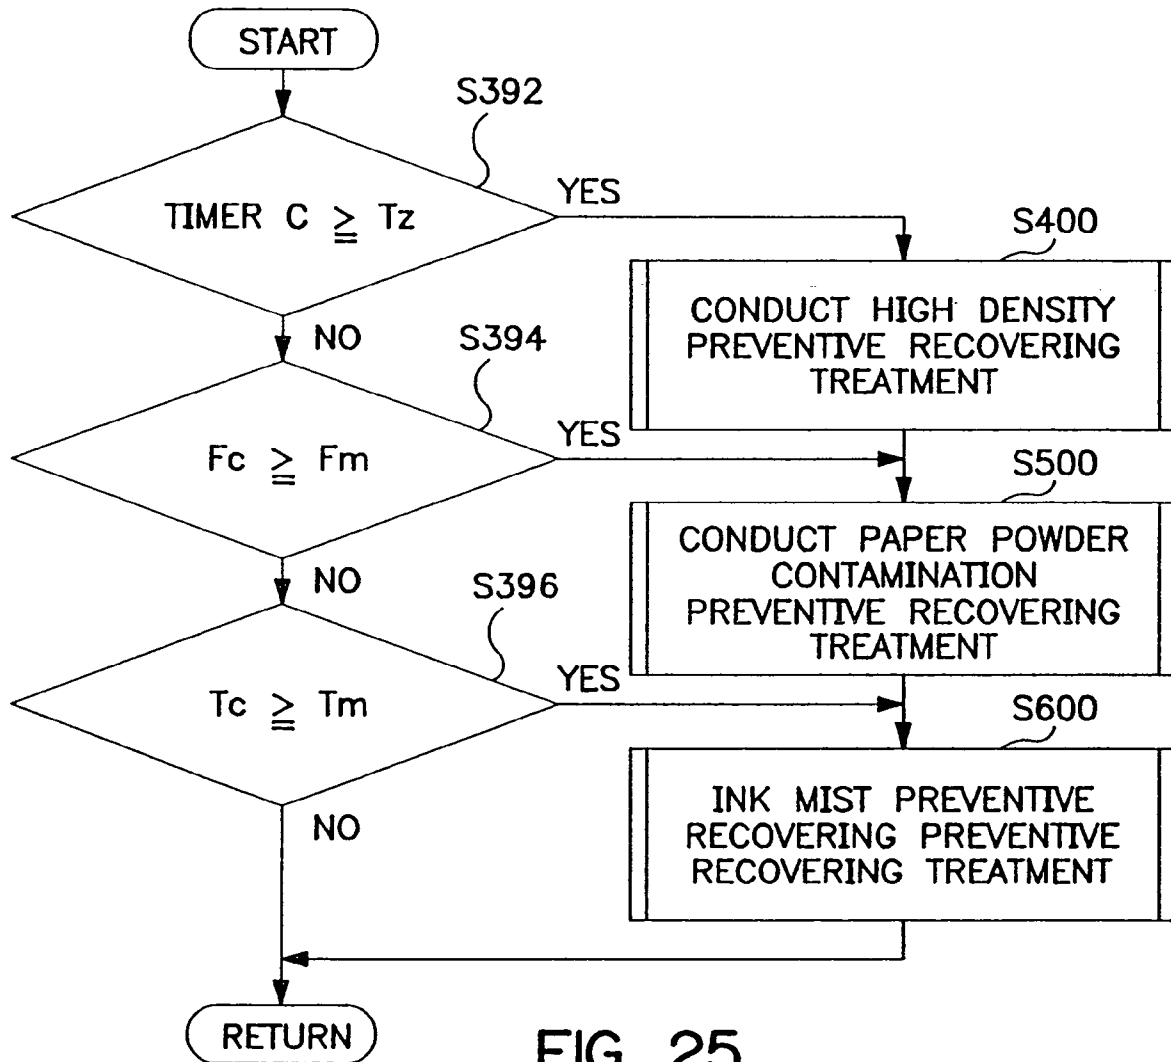 START
S392
TIMER C ≧ Tz
YES
NO
S400
CONDUCT HIGH DENSITY
PREVENTIVE RECOVERING
TREATMENT
S394
Fc ≧ Fm
YES
NO
S500
CONDUCT PAPER POWDER
CONTAMINATION
PREVENTIVE RECOVERING
TREATMENT
S396
Tc ≧ Tm
YES
NO
S600
INK MIST PREVENTIVE
RECOVERING PREVENTIVE
RECOVERING TREATMENT
RETURN
FIG. 25